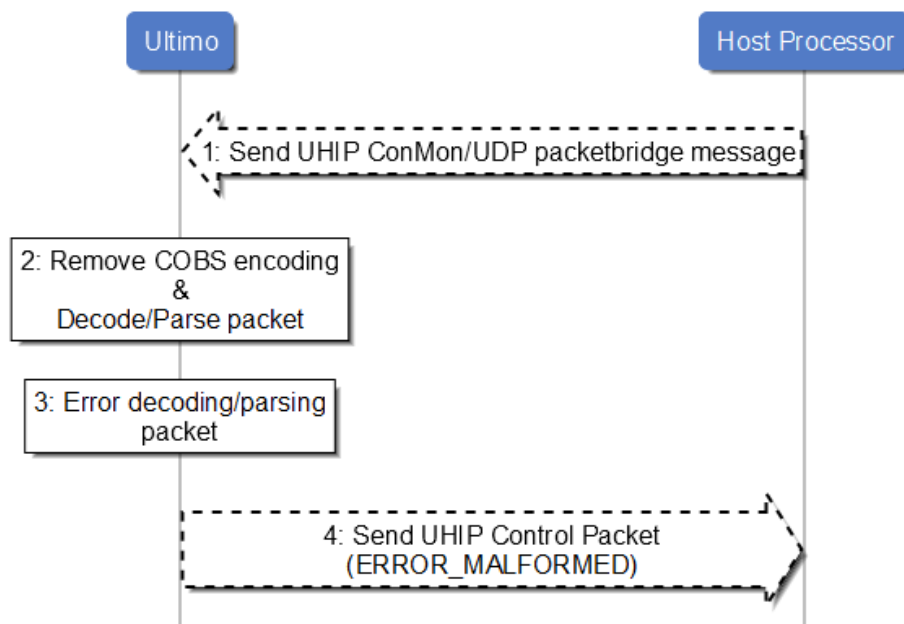 Ultimo
Host Processor
1: Send UHIP ConMon/UDP packetbridge message
2: Remove COBS encoding
&
Decode/Parse packet
3: Error decoding/parsing
packet
4: Send UHIP Control Packet
(ERROR_MALFORMED)